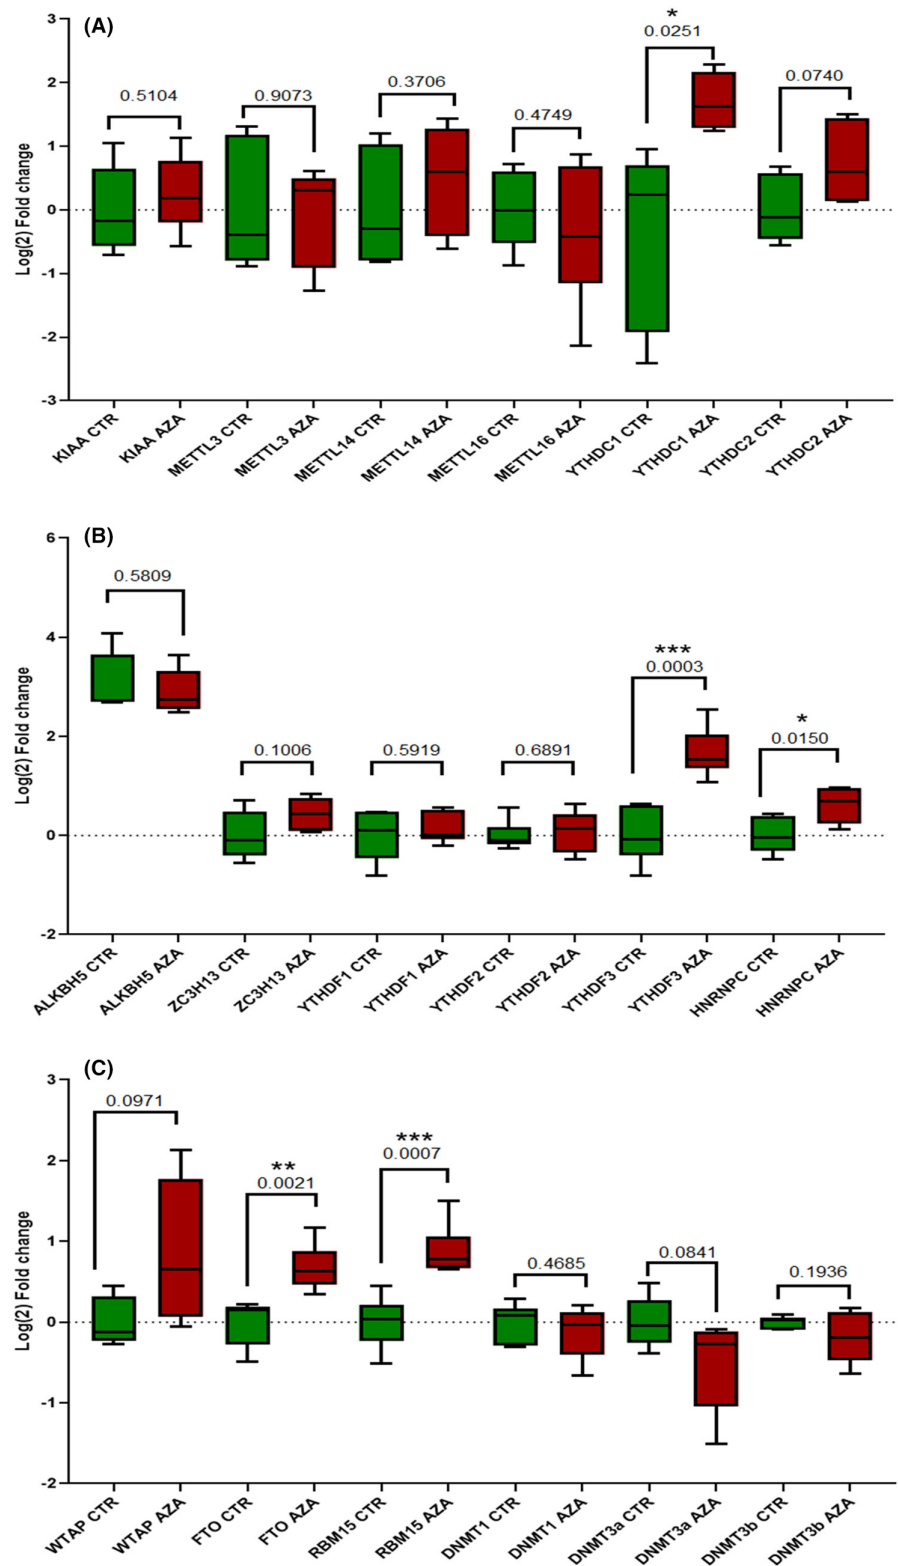 (A)
*
0.0251
0.5104
0.9073
0.3706
0.4749
0.0740
Log(2) Fold change
3
2
1
0
-1
-2
-3
KIAA CTR
KIAA AZA
METTL3 CTR
METTL3 AZA
METTL14 CTR
METTL14 AZA
METTL16 CTR
METTL16 AZA
YTHDC1 CTR
YTHDC1 AZA
YTHDC2 CTR
YTHDC2 AZA
(B)
0.5809
0.1006
0.5919
0.6891
***
0.0003
*
0.0150
Log(2) Fold change
6
4
2
0
-2
ALKBH5 CTR
ALKBH5 AZA
ZC3H13 CTR
ZC3H13 AZA
YTHDF1 CTR
YTHDF1 AZA
YTHDF2 CTR
YTHDF2 AZA
YTHDF3 CTR
YTHDF3 AZA
HNRNPC CTR
HNRNPC AZA
(C)
0.0971
**
0.0021
***
0.0007
0.4685
0.0841
0.1936
Log(2) Fold change
3
2
1
0
-1
-2
WTAP CTR
WTAP AZA
FTO CTR
FTO AZA
RBM15 CTR
RBM15 AZA
DNMT1 CTR
DNMT1 AZA
DNMT3a CTR
DNMT3a AZA
DNMT3b CTR
DNMT3b AZA